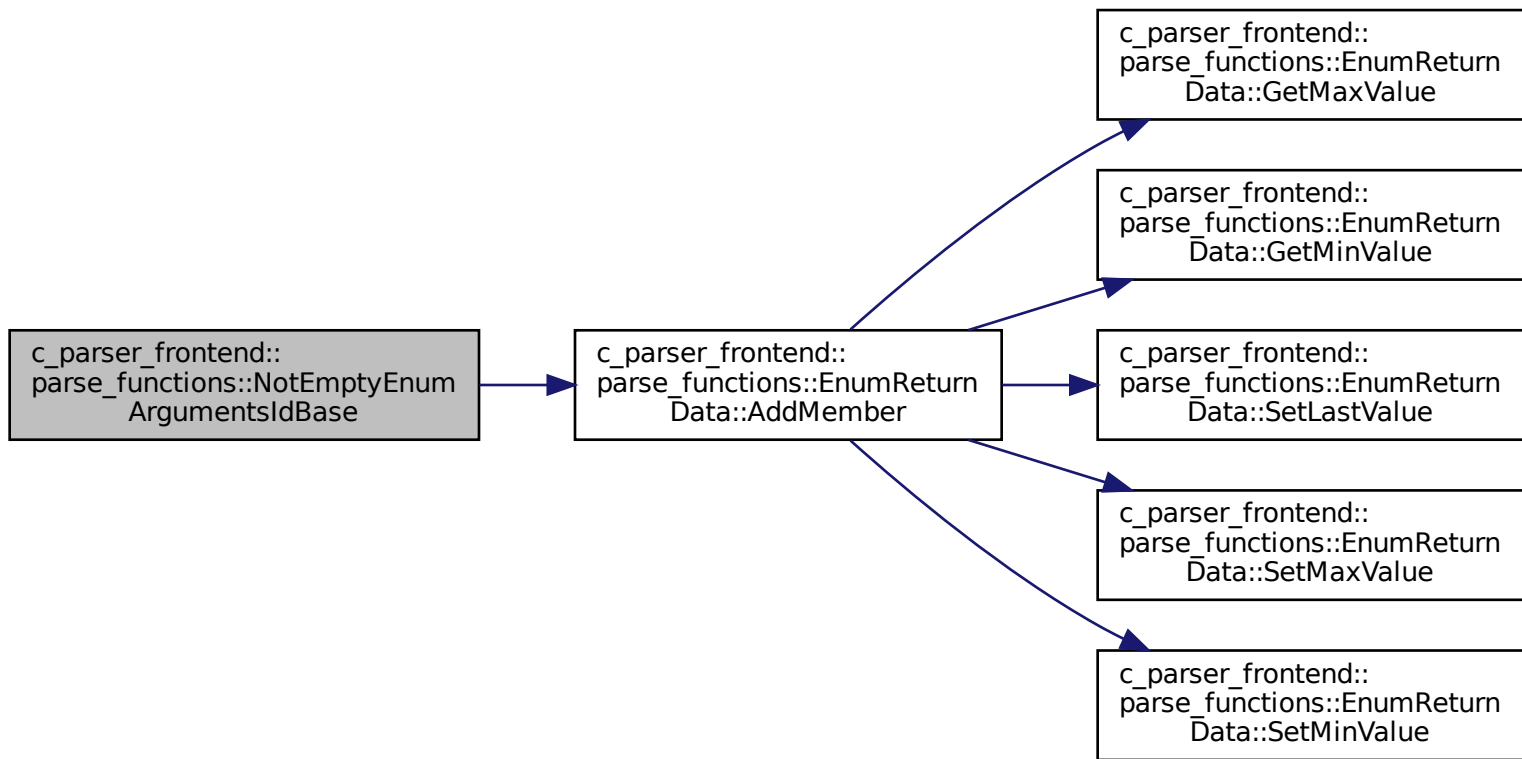 c_parser_frontend::
parse_functions::NotEmptyEnum
ArgumentsIdBase
c_parser_frontend::
parse_functions::EnumReturn
Data::AddMember
c_parser_frontend::
parse_functions::EnumReturn
Data::GetMaxValue
c_parser_frontend::
parse_functions::EnumReturn
Data::GetMinValue
c_parser_frontend::
parse_functions::EnumReturn
Data::SetLastValue
c_parser_frontend::
parse_functions::EnumReturn
Data::SetMaxValue
c_parser_frontend::
parse_functions::EnumReturn
Data::SetMinValue